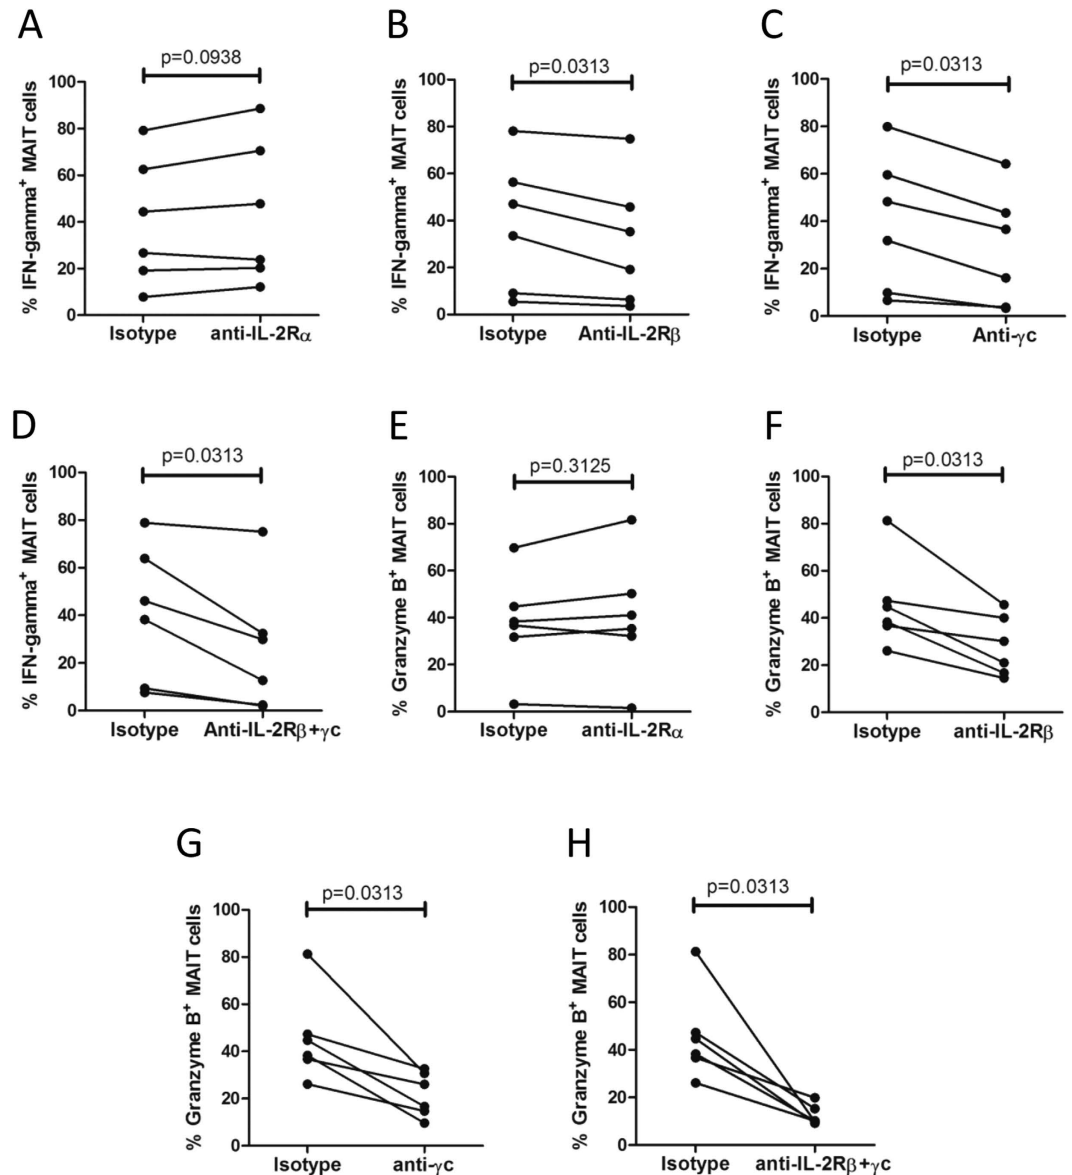 A
p=0.0938
% IFN-gamma⁺ MAIT cells
100
80
60
40
20
0
Isotype anti-IL-2Rα
B
p=0.0313
% IFN-gamma⁺ MAIT cells
100
80
60
40
20
0
Isotype Anti-IL-2Rβ
C
p=0.0313
% IFN-gamma⁺ MAIT cells
100
80
60
40
20
0
Isotype Anti-γc
D
p=0.0313
% IFN-gamma⁺ MAIT cells
100
80
60
40
20
0
Isotype Anti-IL-2Rβ+γc
E
p=0.3125
% Granzyme B⁺ MAIT cells
100
80
60
40
20
0
Isotype anti-IL-2Rα
F
p=0.0313
% Granzyme B⁺ MAIT cells
100
80
60
40
20
0
Isotype anti-IL-2Rβ
G
p=0.0313
% Granzyme B⁺ MAIT cells
100
80
60
40
20
0
Isotype anti-γc
H
p=0.0313
% Granzyme B⁺ MAIT cells
100
80
60
40
20
0
Isotype anti-IL-2Rβ+γc